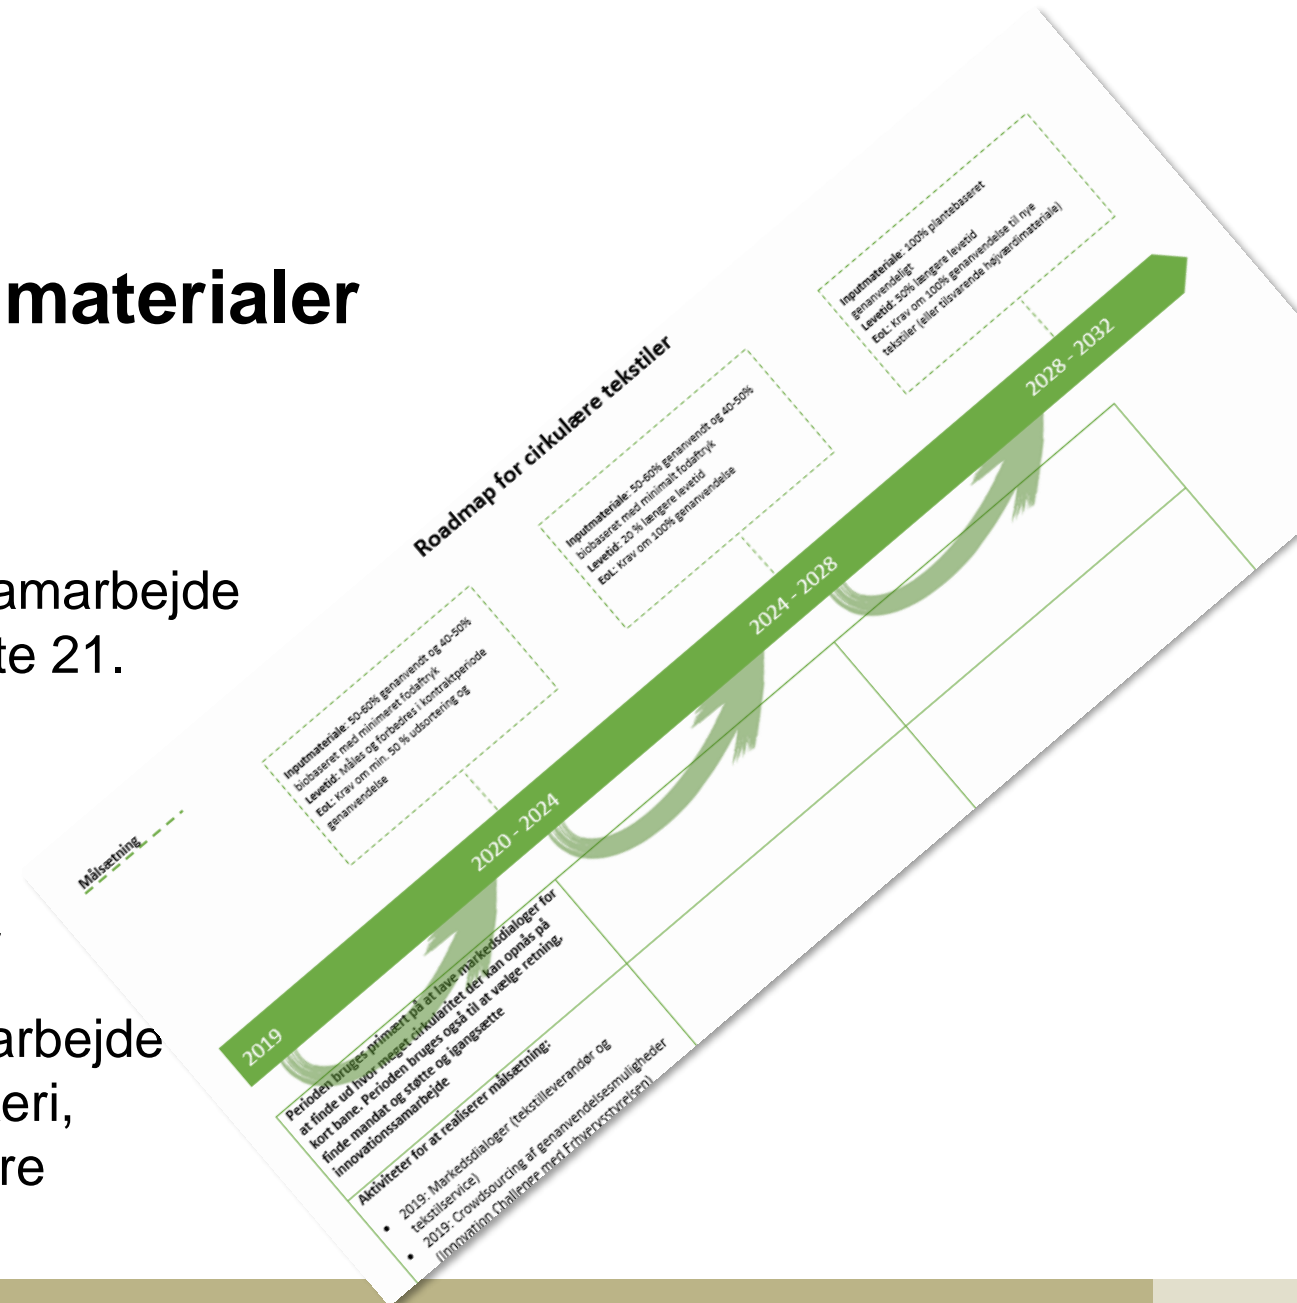 materialer
amarbejde
te 21.
arbejde
eri,
re
Roadmap for cirkulære tekstiler
Målsætning
Inputmateriale: 50-60% genanvendt og 40-50%
biobaseret med minimeret fodaftryk
Levetid: Måles og forbedres i kontraktperiode
EoL: Krav om min. 50 % udsortering og
genanvendelse
Inputmateriale: 50-60% genanvendt og 40-50%
biobaseret med minimalt fodaftryk
Levetid: 20 % længere levetid
EoL: Krav om 100% genanvendelse
Inputmateriale: 100% plantebaseret
genanvendeligt
Levetid: 50% længere levetid
EoL: Krav om 100% genanvendelse til nye
tekstiler (eller tilsvarende højværdimateriale)
2019
2020 - 2024
2024 - 2028
2028 - 2032
Perioden bruges primært på at lave markedsdialoger for
at finde ud hvor meget cirkularitet der kan opnås på
kort bane. Perioden bruges også til at vælge retning,
finde mandat og støtte og igangsætte
innovationssamarbejde
Aktiviteter for at realiserer målsætning:
• 2019: Markedsdialoger (tekstilleverandør og
tekstilservice)
• 2019: Crowdsourcing af genanvendelsesmuligheder
(Innovation Challenge med Erhvervsstyrelsen)